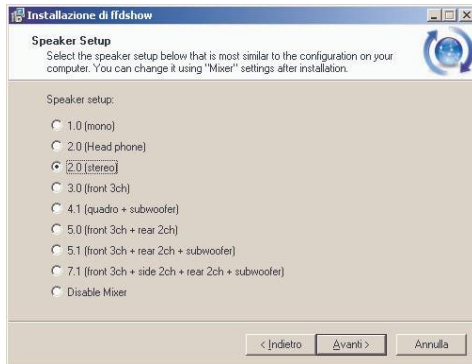 Installazione di ffdshow
Speaker Setup
Select the speaker setup below that is most similar to the configuration on your
computer. You can change it using "Mixer" settings after installation.
Speaker setup:
1.0 (mono)
2.0 (Head phone)
2.0 (stereo)
3.0 (front 3ch)
4.1 (quadro + subwoofer)
5.0 (front 3ch + rear 2ch)
5.1 (front 3ch + rear 2ch + subwoofer)
7.1 (front 3ch + side 2ch + rear 2ch + subwoofer)
Disable Mixer
< Indietro Avanti > Annulla